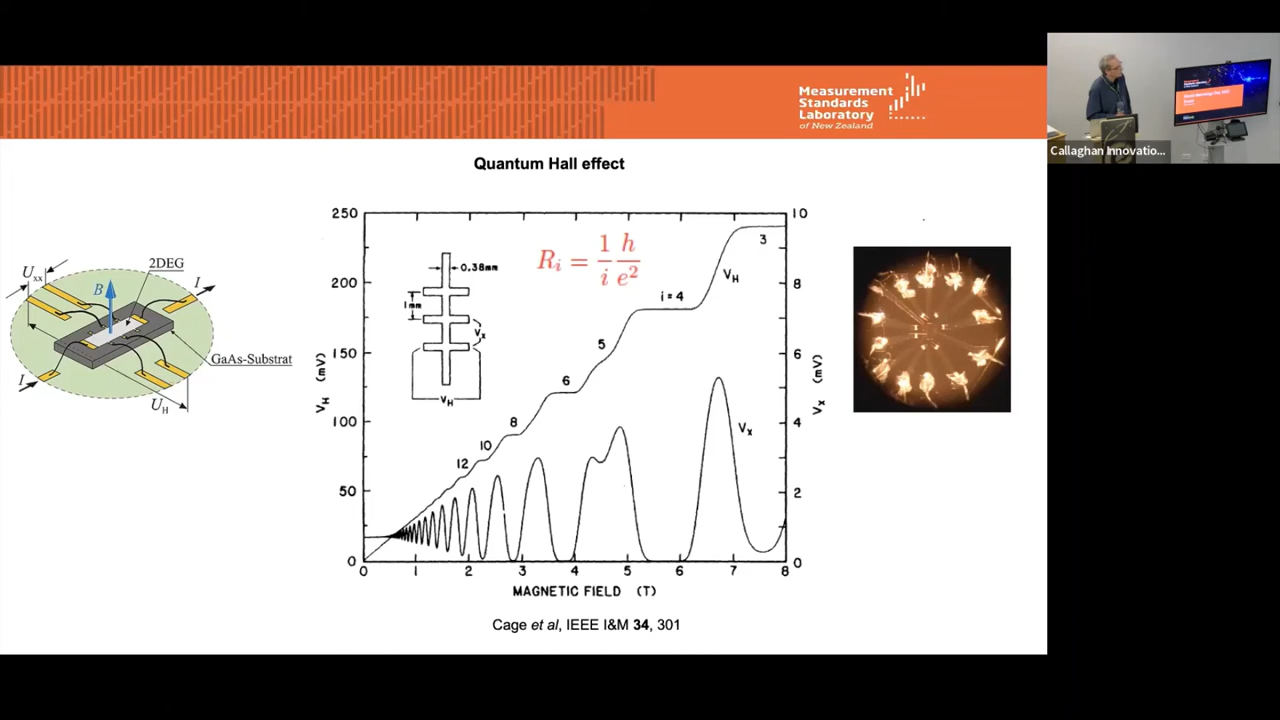 Measurement
Standards
Laboratory
of New Zealand
Callaghan Innovatio...
Quantum Hall effect
U_xx
2DEG
I
B
GaAs-Substrat
I
U_H
250
200
150
100
50
0
V_H (mV)
0.38mm
1mm
V_x
V_H
R_i = 1/i h/e²
12
10
8
6
5
i = 4
3
V_H
V_x
10
8
6
4
2
0
V_x (mV)
0 1 2 3 4 5 6 7 8
MAGNETIC FIELD (T)
Cage et al, IEEE I&M 34, 301